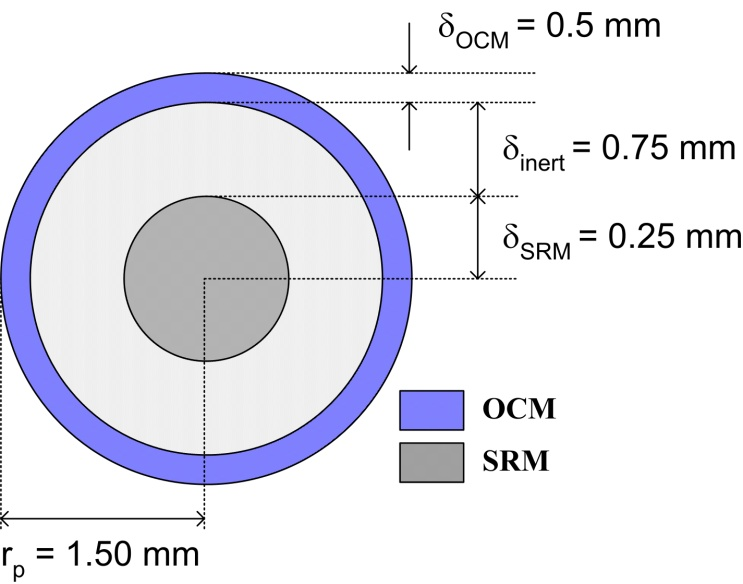 δOCM = 0.5 mm
δinert = 0.75 mm
δSRM = 0.25 mm
OCM
SRM
rp = 1.50 mm